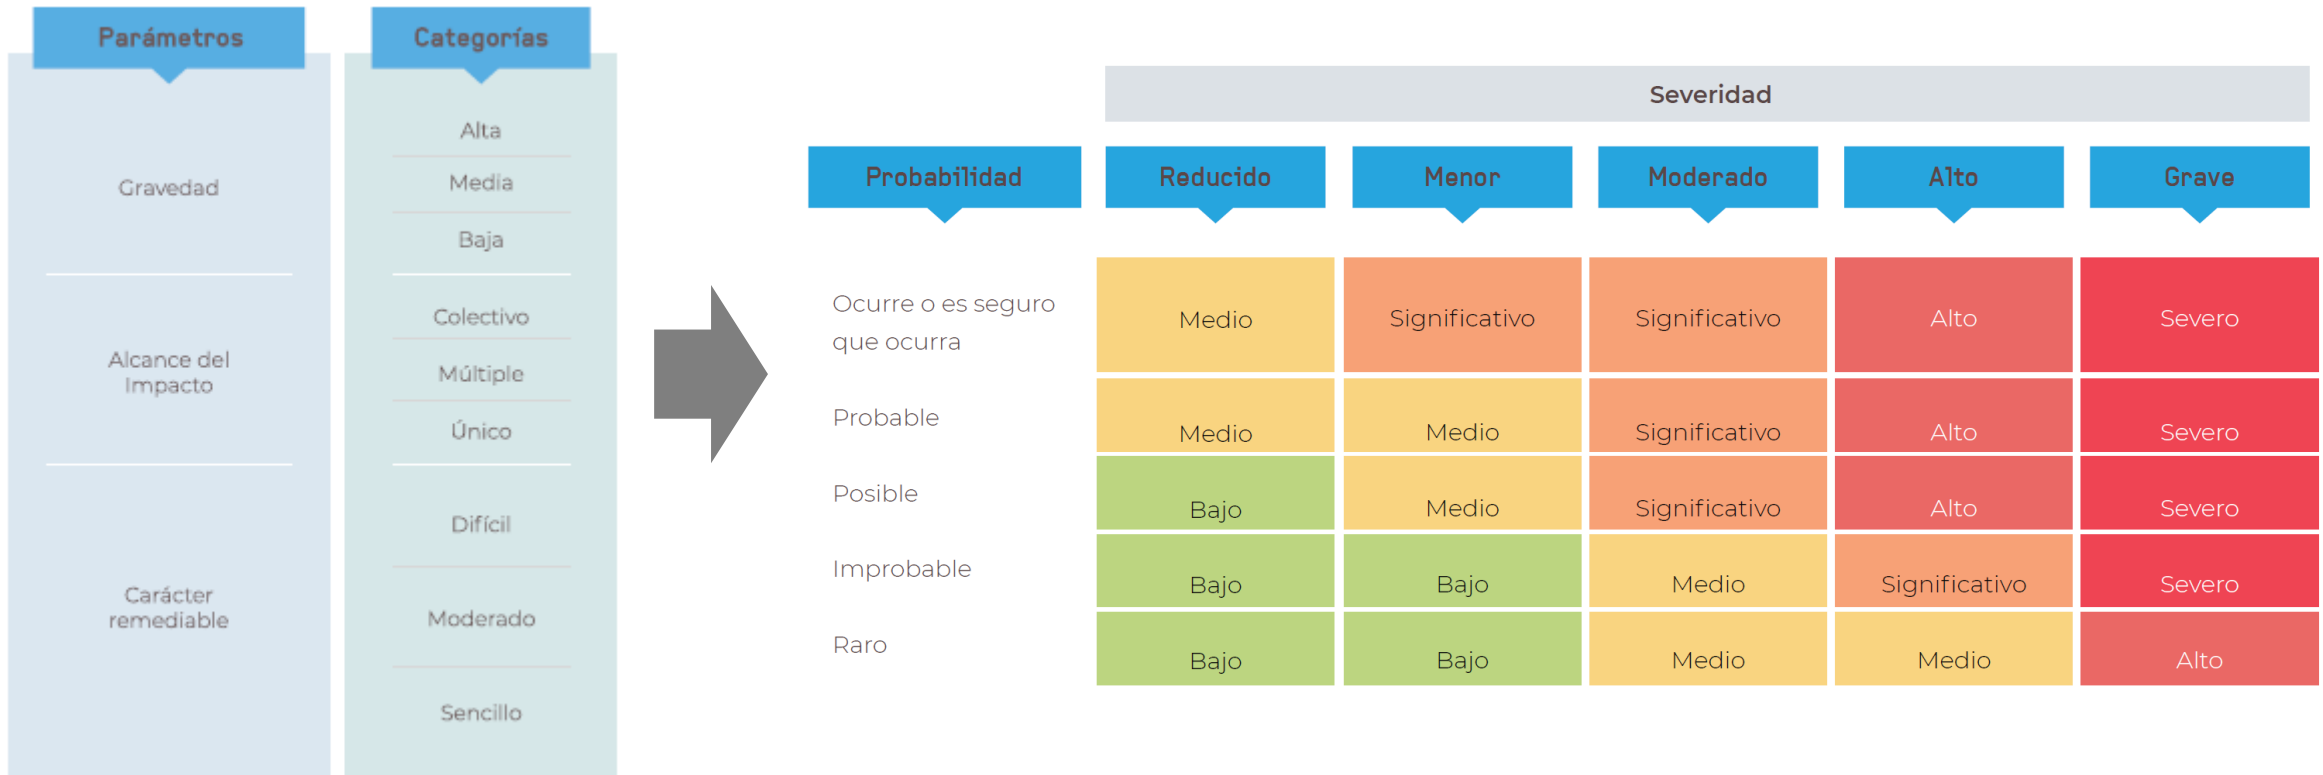 Parámetros
Categorías
Gravedad
Alta
Media
Baja
Alcance del
Impacto
Colectivo
Múltiple
Único
Carácter
remediable
Difícil
Moderado
Sencillo
Severidad
Probabilidad
Reducido
Menor
Moderado
Alto
Grave
Ocurre o es seguro
que ocurra
Medio
Significativo
Significativo
Alto
Severo
Probable
Medio
Medio
Significativo
Alto
Severo
Posible
Bajo
Medio
Significativo
Alto
Severo
Improbable
Bajo
Bajo
Medio
Significativo
Severo
Raro
Bajo
Bajo
Medio
Medio
Alto